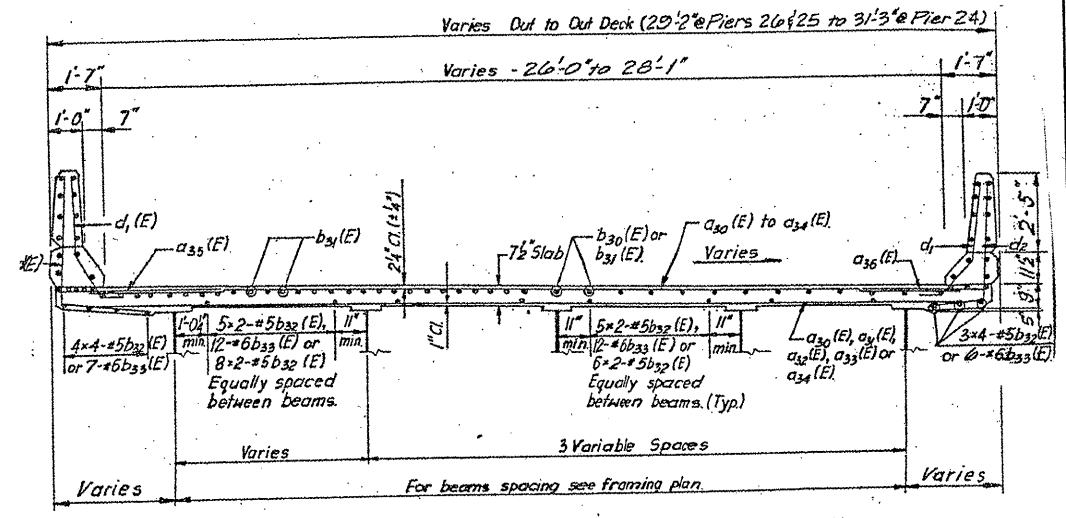 Varies Out to Out Deck (29'-2" @ Piers 26 & 25 to 31'-3" @ Pier 24)
1'-7"
Varies - 26'-0" to 28'-1"
1'-7"
1'-0"
7"
7"
1'-0"
d1(E)
a35(E)
b31(E)
2¼" Cl. (±¼")
7½" Slab
b30(E) or
b31(E).
a30(E) to a34(E).
Varies
a36(E)
d1
d2
2'-5"
11½"
9"
5"
1'-0¼"
min.
5×2-#5b32(E),
12-#6b33(E) or
8×2-#5b32(E)
Equally spaced
between beams.
11"
min.
1" Cl.
11"
min.
5×2-#5b32(E),
12-#6b33(E) or
6×2-#5b32(E)
Equally spaced
between beams. (Typ.)
11"
min.
a30(E), a31(E),
a32(E), a33(E) or
a34(E).
3×4-#5b32(E)
or 6-#6b33(E)
4×4-#5b32(E)
or 7-#6b33(E)
Varies
3 Variable Spaces
Varies
For beams spacing see framing plan.
Varies